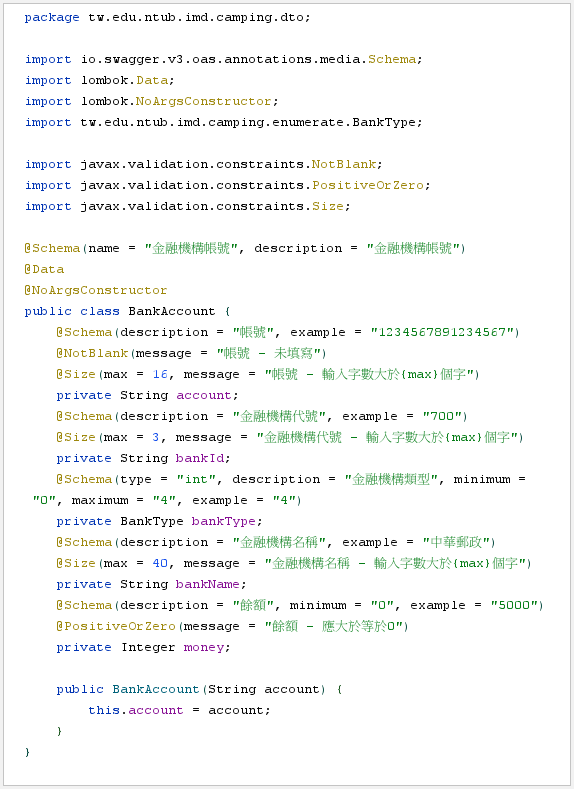 package tw.edu.ntub.imd.camping.dto;

import io.swagger.v3.oas.annotations.media.Schema;
import lombok.Data;
import lombok.NoArgsConstructor;
import tw.edu.ntub.imd.camping.enumerate.BankType;

import javax.validation.constraints.NotBlank;
import javax.validation.constraints.PositiveOrZero;
import javax.validation.constraints.Size;

@Schema(name = "金融機構帳號", description = "金融機構帳號")
@Data
@NoArgsConstructor
public class BankAccount {
    @Schema(description = "帳號", example = "1234567891234567")
    @NotBlank(message = "帳號 - 未填寫")
    @Size(max = 16, message = "帳號 - 輸入字數大於{max}個字")
    private String account;
    @Schema(description = "金融機構代號", example = "700")
    @Size(max = 3, message = "金融機構代號 - 輸入字數大於{max}個字")
    private String bankId;
    @Schema(type = "int", description = "金融機構類型", minimum =
 "0", maximum = "4", example = "4")
    private BankType bankType;
    @Schema(description = "金融機構名稱", example = "中華郵政")
    @Size(max = 40, message = "金融機構名稱 - 輸入字數大於{max}個字")
    private String bankName;
    @Schema(description = "餘額", minimum = "0", example = "5000")
    @PositiveOrZero(message = "餘額 - 應大於等於0")
    private Integer money;

    public BankAccount(String account) {
        this.account = account;
    }
}